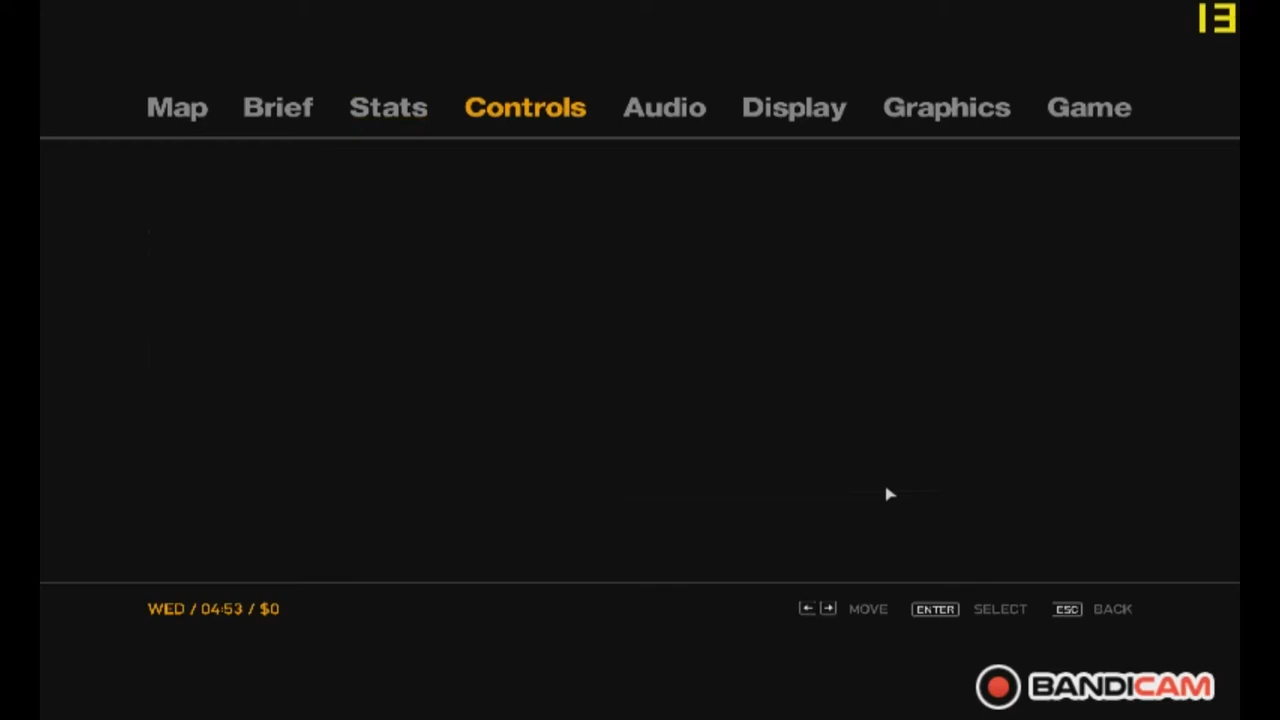 13
Map Brief Stats Controls Audio Display Graphics Game
WED / 04:53 / $0
← → MOVE ENTER SELECT ESC BACK
BANDICAM